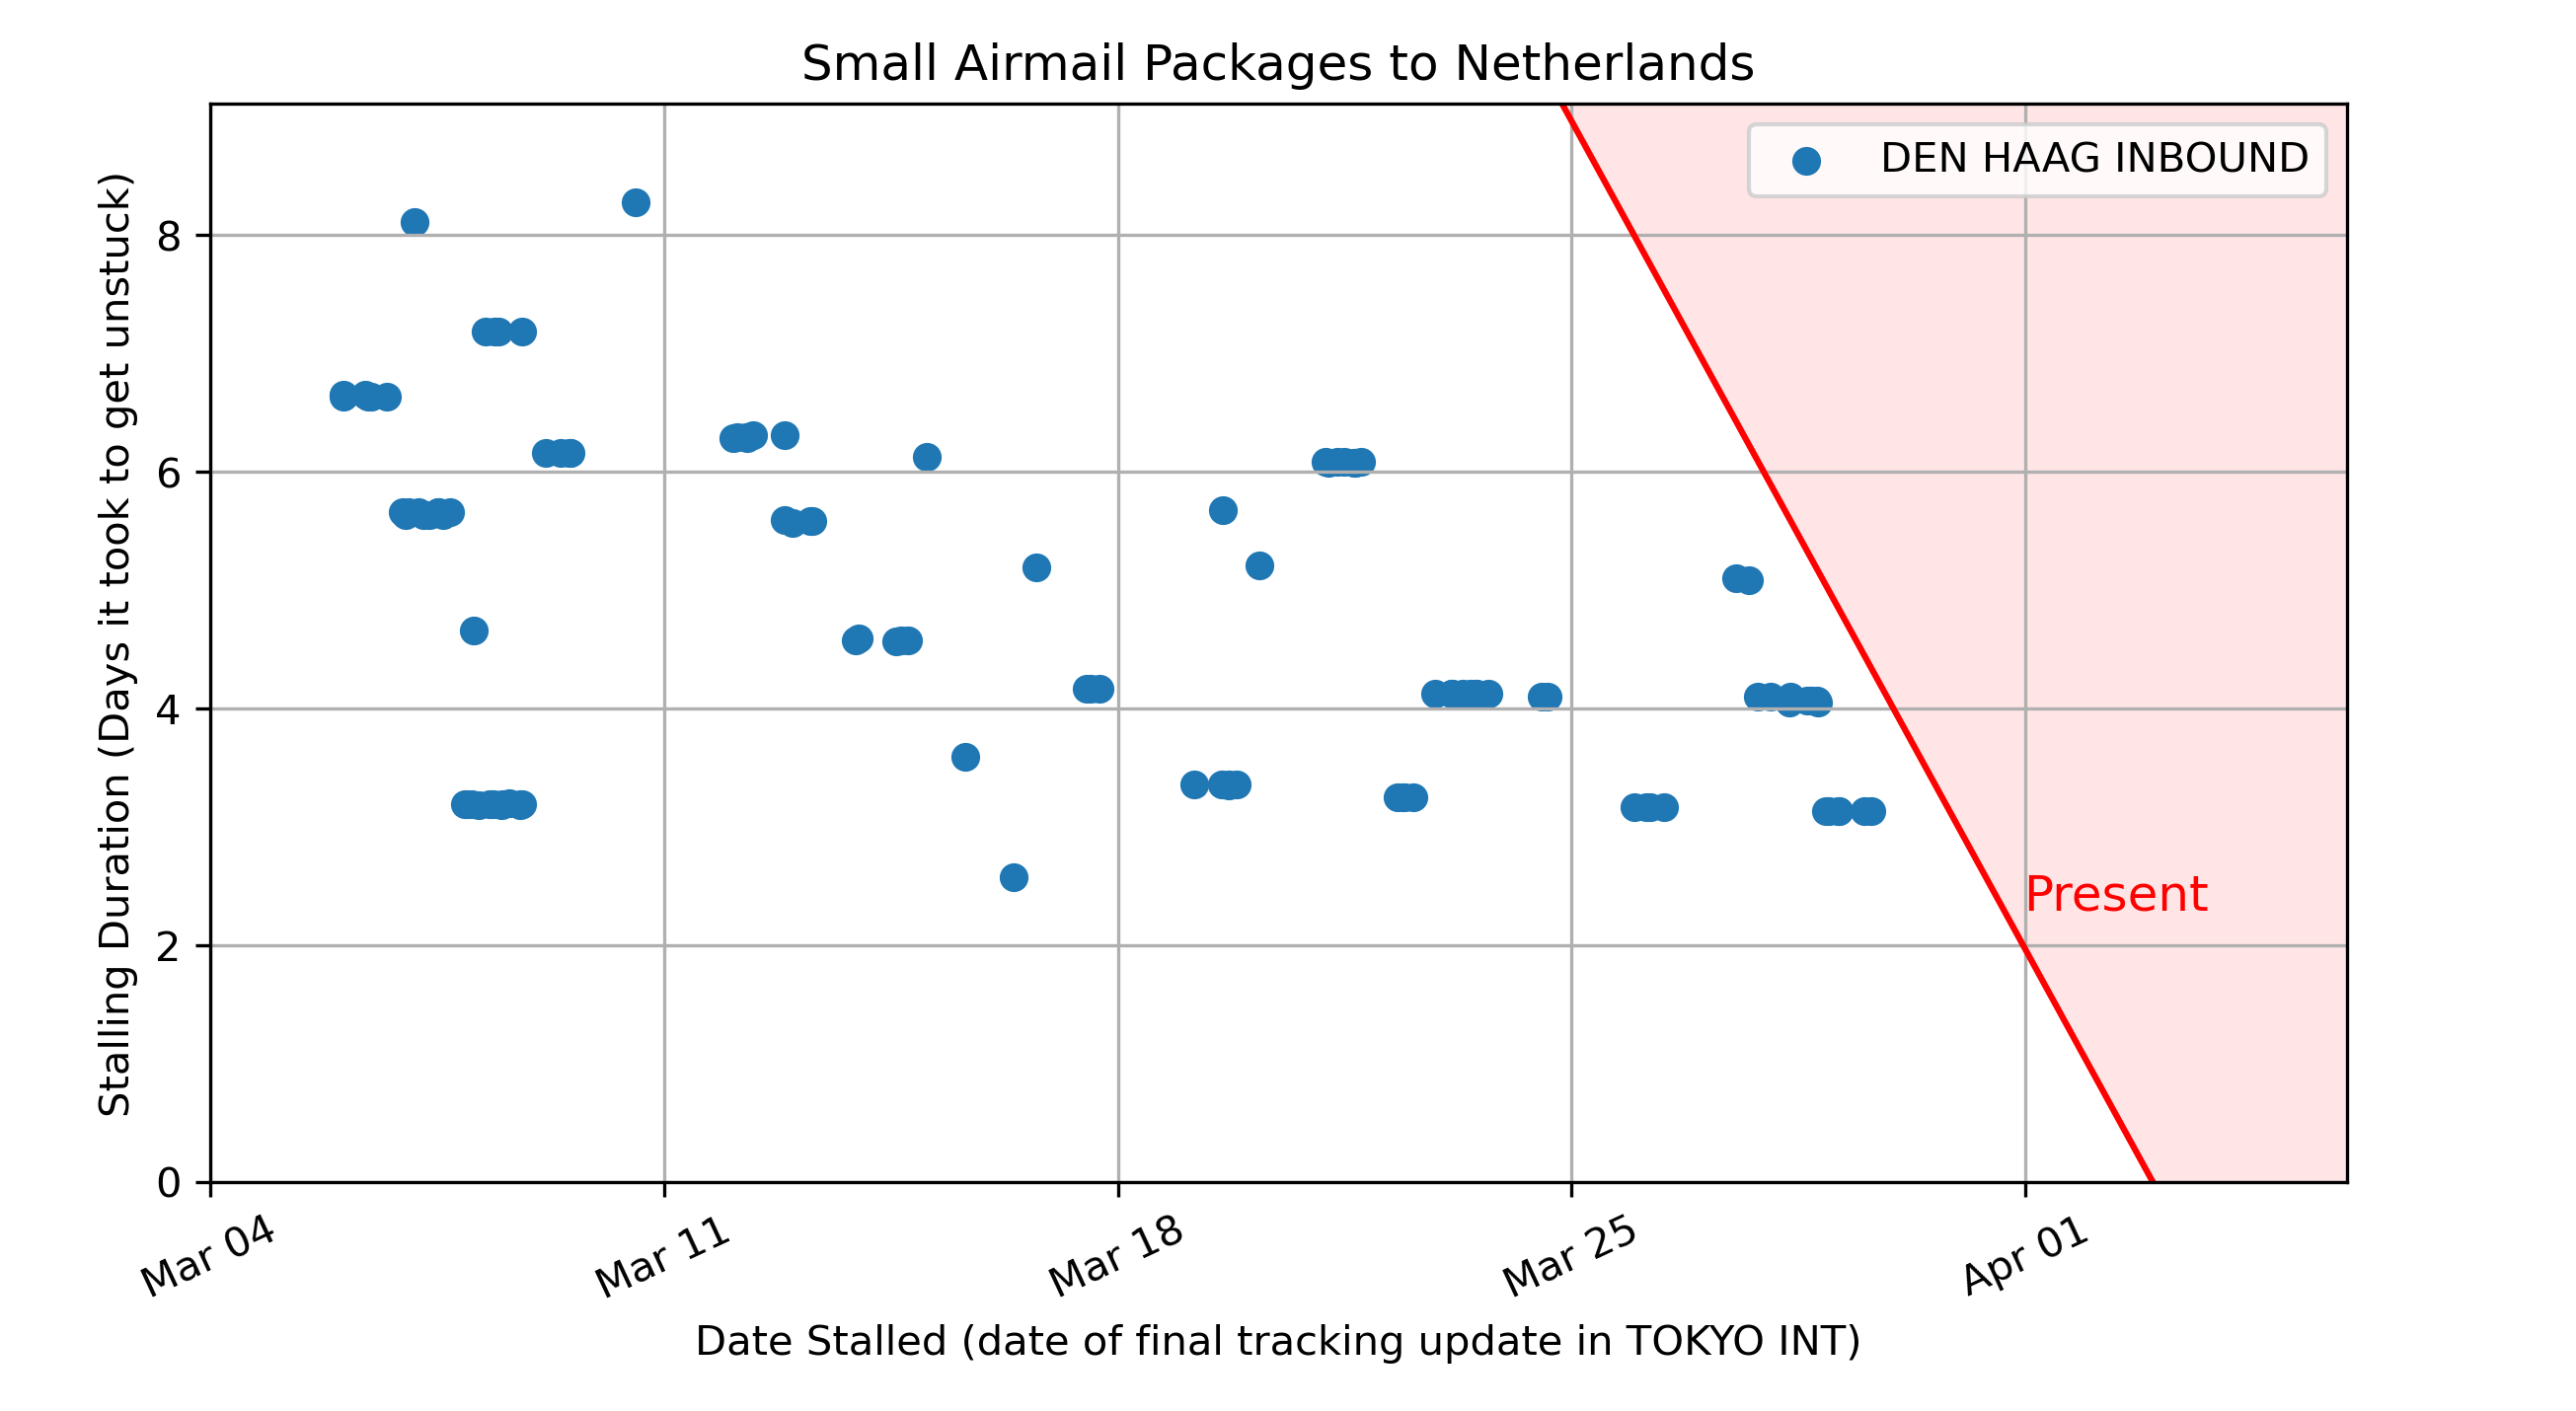 Small Airmail Packages to Netherlands
DEN HAAG INBOUND
Stalling Duration (Days it took to get unstuck)
8
6
4
2
0
Present
Mar 04
Mar 11
Mar 18
Mar 25
Apr 01
Date Stalled (date of final tracking update in TOKYO INT)